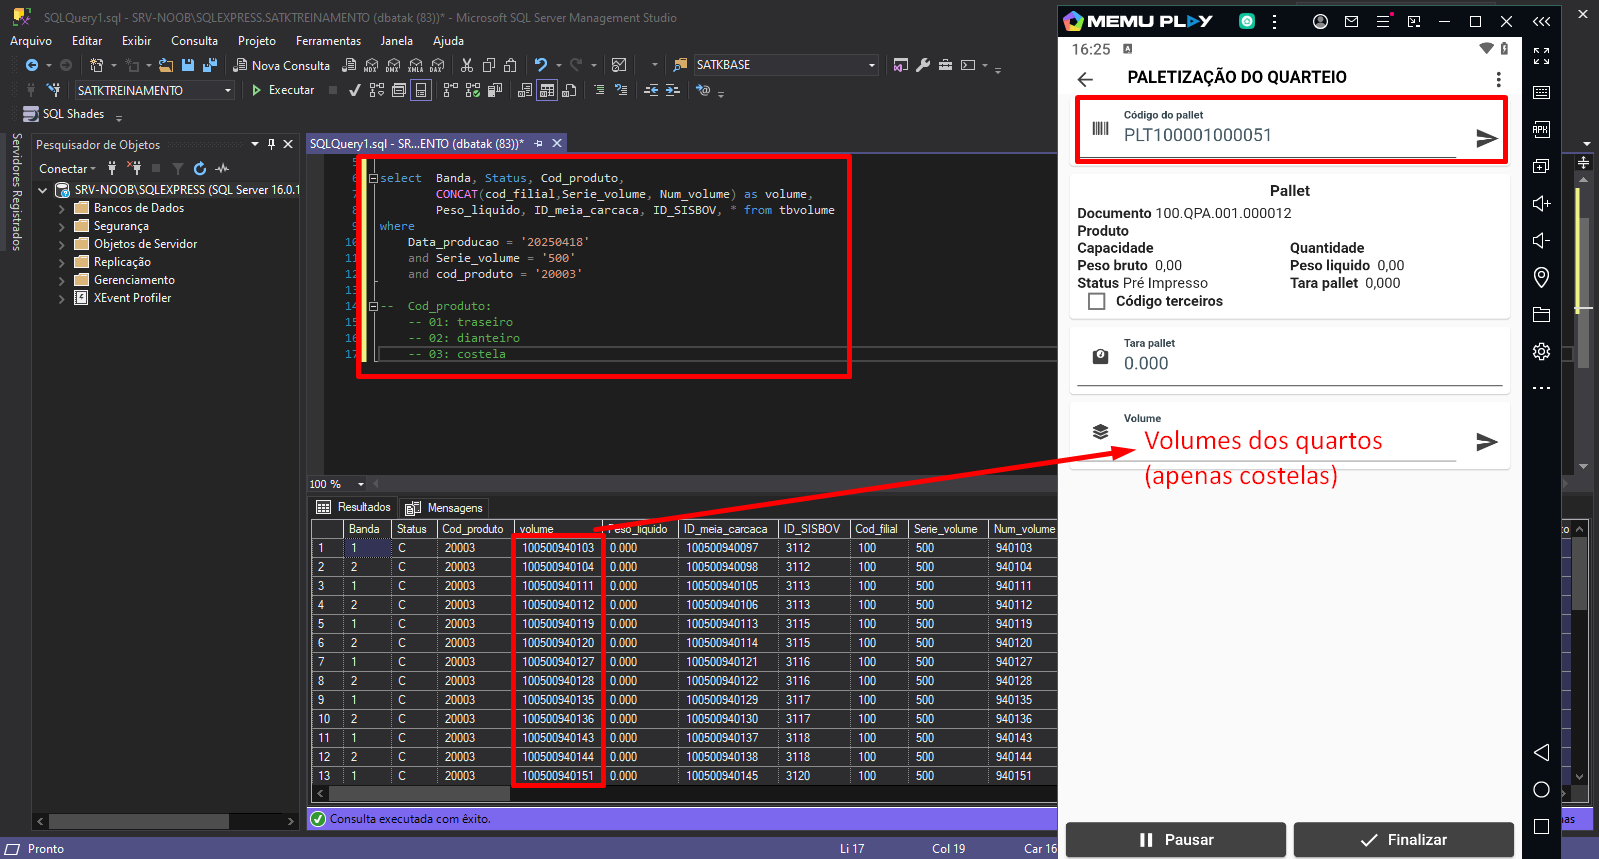 SQLQuery1.sql - SRV-NOOB\SQLEXPRESS.SATKTREINAMENTO (dbatak (83))* - Microsoft SQL Server Management Studio
Arquivo Editar Exibir Consulta Projeto Ferramentas Janela Ajuda
Nova Consulta MDX DMX XMLA DAX SATKBASE
SATKTREINAMENTO Executar
SQL Shades
Servidores Registrados
Pesquisador de Objetos
Conectar
SRV-NOOB\SQLEXPRESS (SQL Server 16.0.1
Bancos de Dados
Segurança
Objetos de Servidor
Replicação
Gerenciamento
XEvent Profiler
SQLQuery1.sql - SR...ENTO (dbatak (83))*
select Banda, Status, Cod_produto,
CONCAT(cod_filial,Serie_volume, Num_volume) as volume,
Peso_liquido, ID_meia_carcaca, ID_SISBOV, * from tbvolume
where
10 Data_producao = '20250418'
11 and Serie_volume = '500'
12 and cod_produto = '20003'
13
14 -- Cod_produto:
15 -- 01: traseiro
16 -- 02: dianteiro
17 -- 03: costela
100 %
Resultados Mensagens
Banda Status Cod_produto volume Peso_liquido ID_meia_carcaca ID_SISBOV Cod_filial Serie_volume Num_volume
1 1 C 20003 100500940103 0.000 100500940097 3112 100 500 940103
2 2 C 20003 100500940104 0.000 100500940098 3112 100 500 940104
3 1 C 20003 100500940111 0.000 100500940105 3113 100 500 940111
4 2 C 20003 100500940112 0.000 100500940106 3113 100 500 940112
5 1 C 20003 100500940119 0.000 100500940113 3115 100 500 940119
6 2 C 20003 100500940120 0.000 100500940114 3115 100 500 940120
7 1 C 20003 100500940127 0.000 100500940121 3116 100 500 940127
8 2 C 20003 100500940128 0.000 100500940122 3116 100 500 940128
9 1 C 20003 100500940135 0.000 100500940129 3117 100 500 940135
10 2 C 20003 100500940136 0.000 100500940130 3117 100 500 940136
11 1 C 20003 100500940143 0.000 100500940137 3118 100 500 940143
12 2 C 20003 100500940144 0.000 100500940138 3118 100 500 940144
13 1 C 20003 100500940151 0.000 100500940145 3120 100 500 940151
Consulta executada com êxito.
Pronto Li 17 Col 19 Car 16
MEMU PLAY
16:25
PALETIZAÇÃO DO QUARTEIO
Código do pallet
PLT100001000051
Pallet
Documento 100.QPA.001.000012
Produto
Capacidade Quantidade
Peso bruto 0,00 Peso liquido 0,00
Status Pré Impresso Tara pallet 0,000
Código terceiros
Tara pallet
0.000
Volume
Volumes dos quartos
(apenas costelas)
Pausar Finalizar
APK